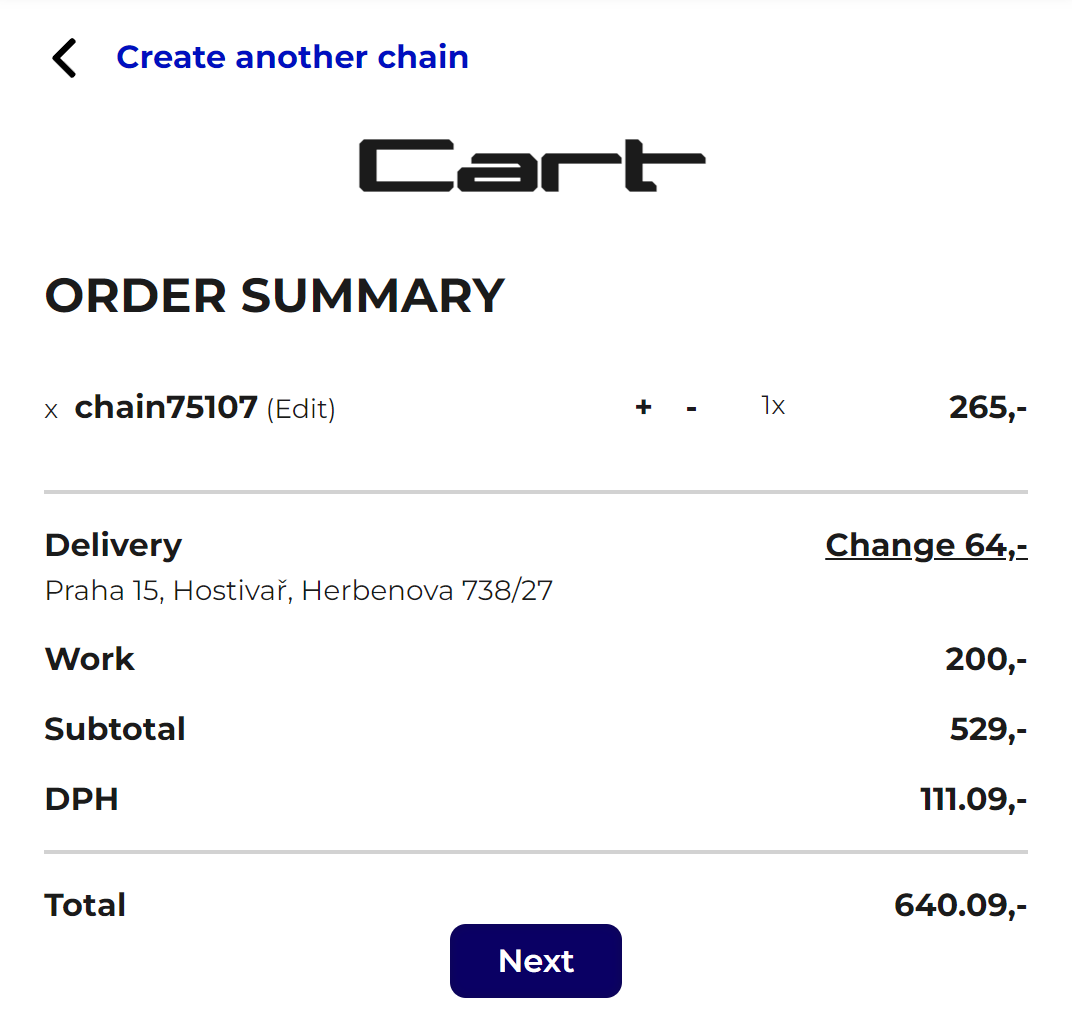 Create another chain
Cart
ORDER SUMMARY
x chain75107 (Edit) + - 1x 265,-
Delivery Change 64,-
Praha 15, Hostivař, Herbenova 738/27
Work 200,-
Subtotal 529,-
DPH 111.09,-
Total 640.09,-
Next